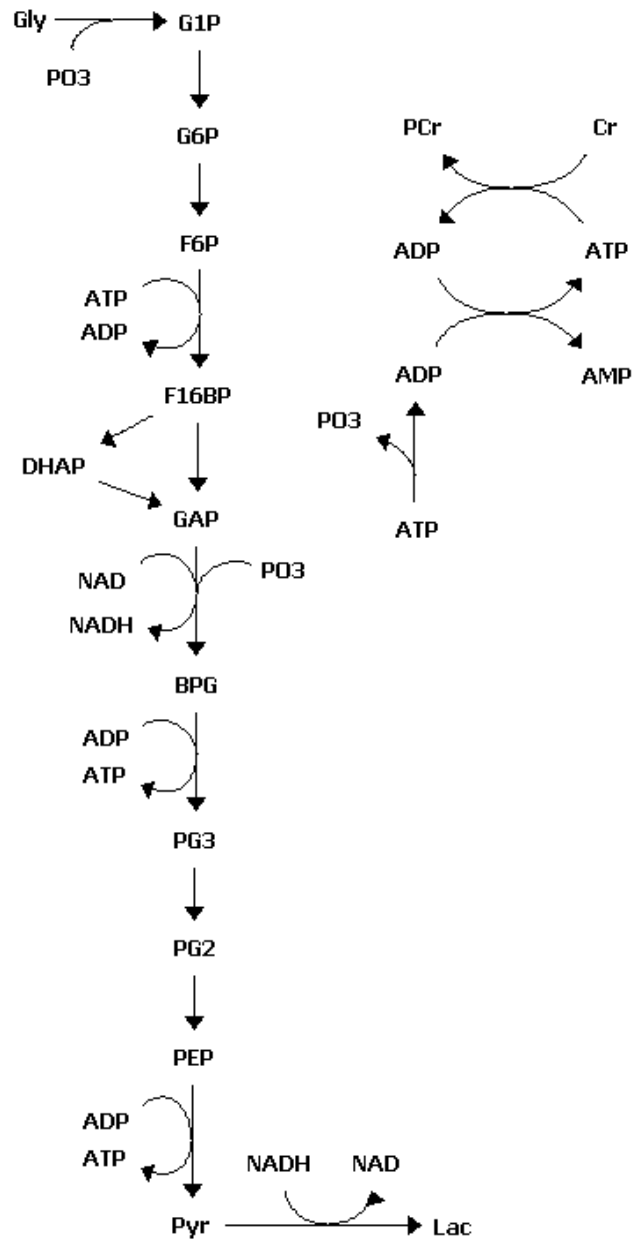 Gly G1P
PO3
G6P
PCr Cr
F6P
ADP ATP
ATP
ADP
ADP AMP
F16BP
PO3
DHAP
GAP
ATP
NAD PO3
NADH
BPG
ADP
ATP
PG3
PG2
PEP
ADP
ATP
NADH NAD
Pyr Lac